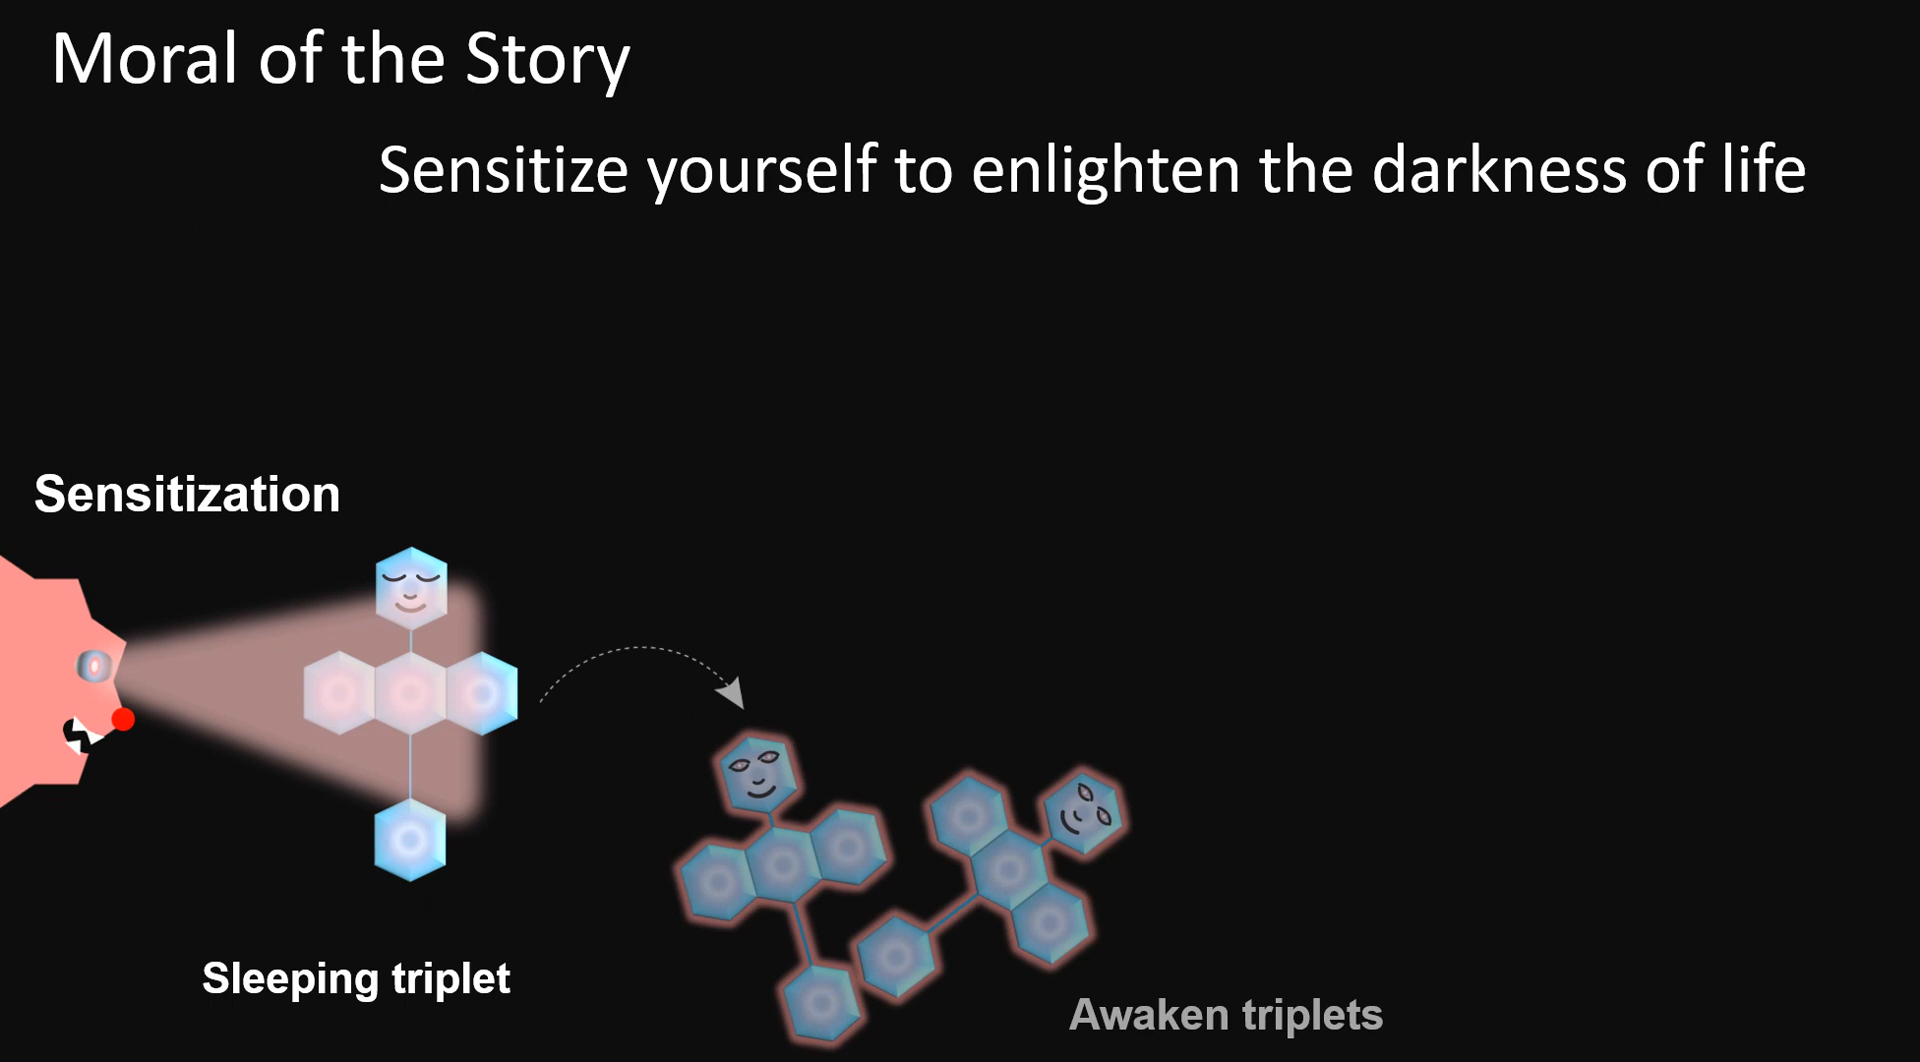 Moral of the Story
Sensitize yourself to enlighten the darkness of life
Sensitization
Sleeping triplet
Awaken triplets